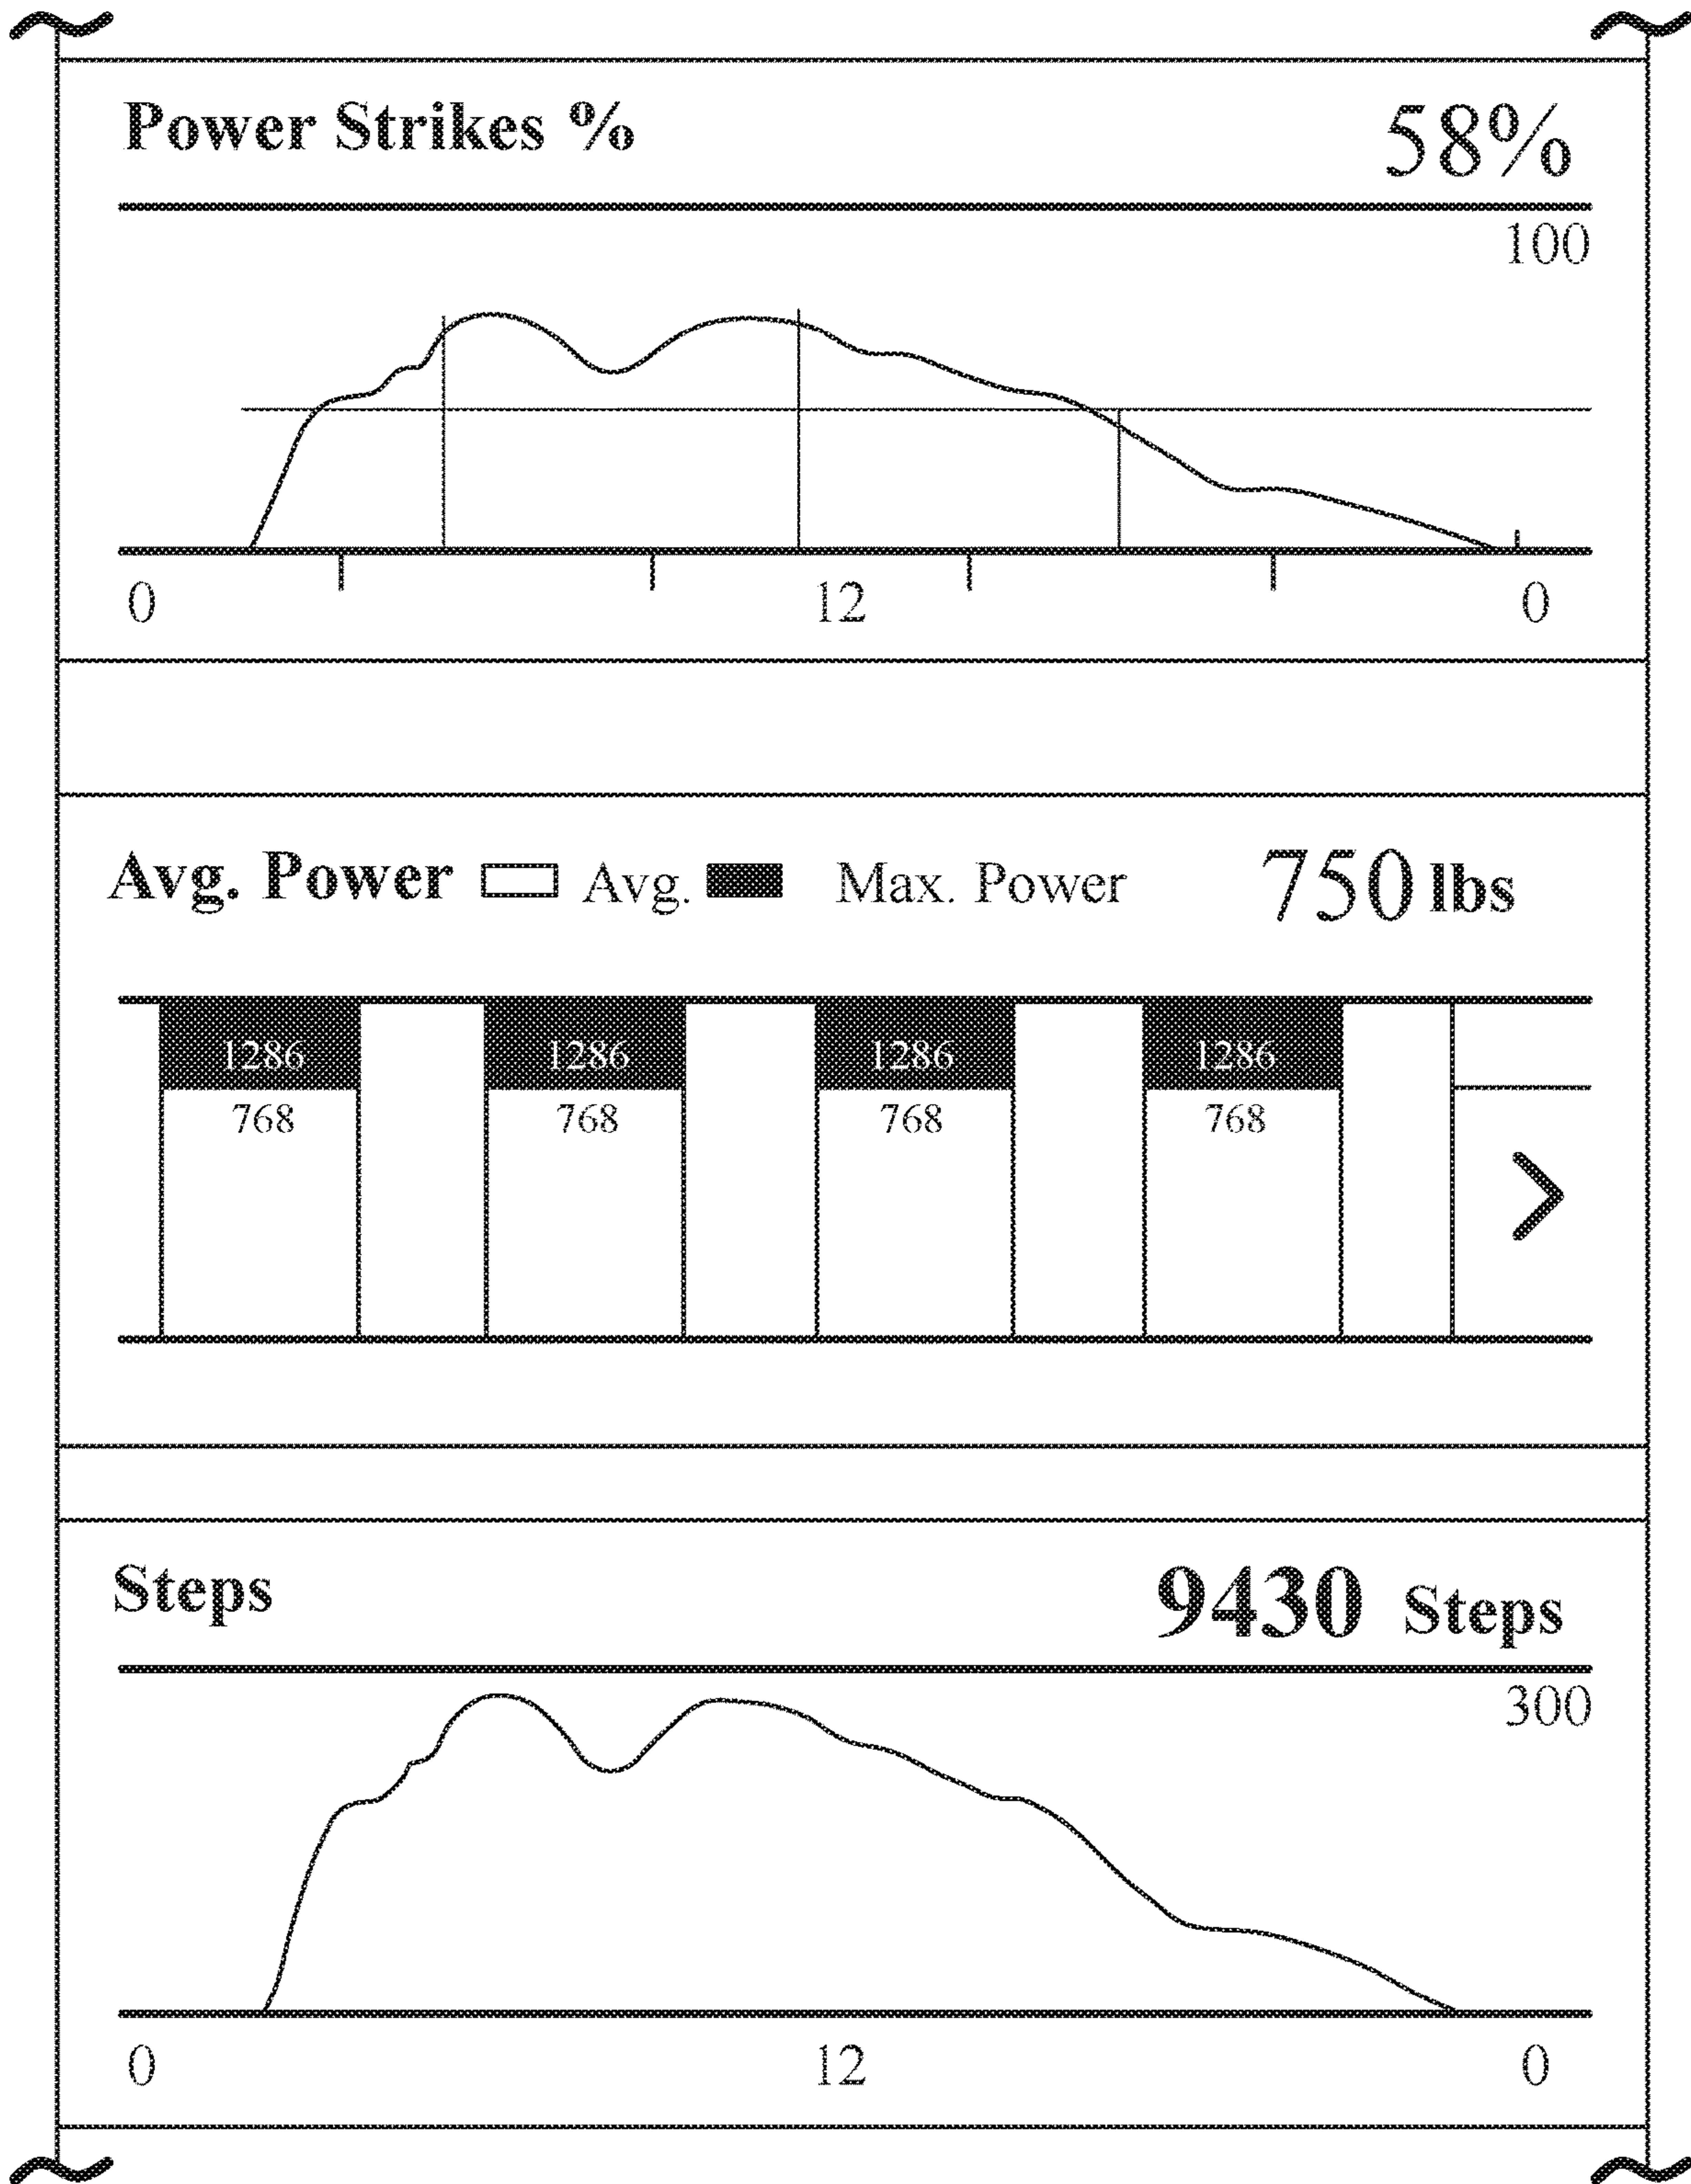 Power Strikes % 58%
100
0 12 0
Avg. Power Avg. Max. Power 750 lbs
1286 1286 1286 1286
768 768 768 768
Steps 9430 Steps
300
0 12 0